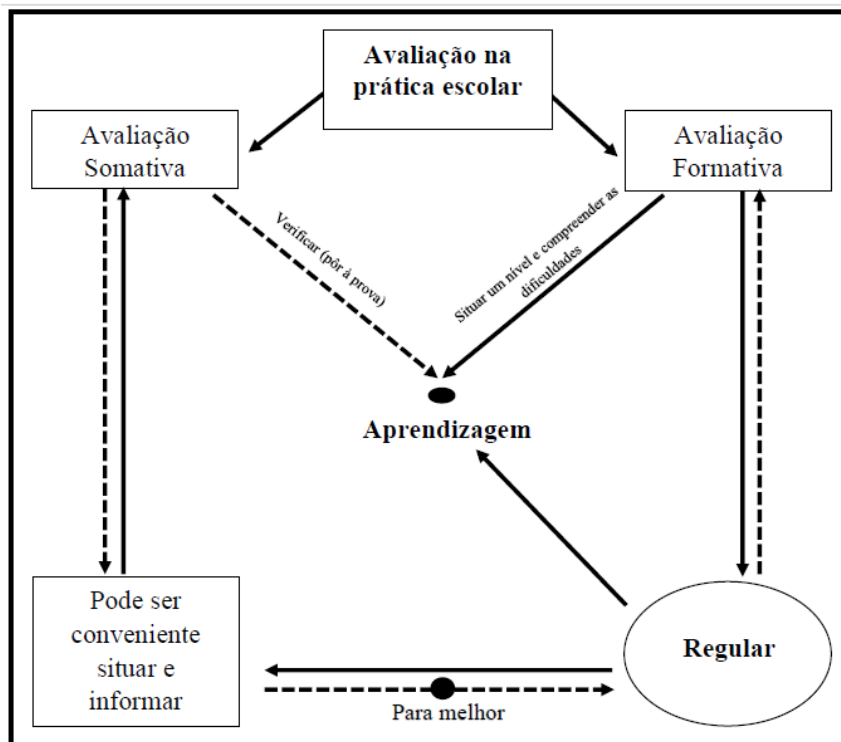 Avaliação na
prática escolar
Avaliação
Somativa
Avaliação
Formativa
Verificar (pôr à prova)
Situar um nível e compreender as
dificuldades
Aprendizagem
Pode ser
conveniente
situar e
informar
Regular
Para melhor